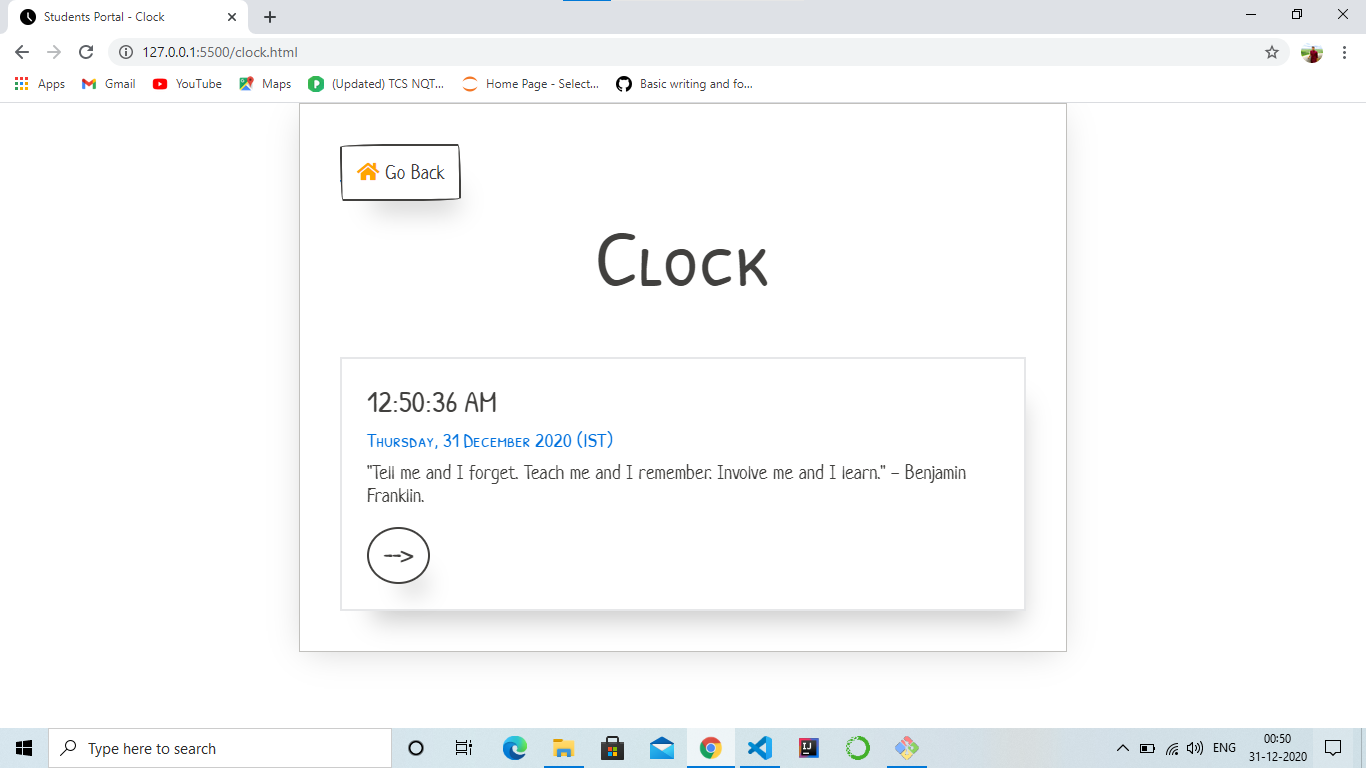 Students Portal - Clock
127.0.0.1:5500/clock.html
Apps Gmail YouTube Maps (Updated) TCS NQT... Home Page - Select... Basic writing and fo...
Go Back
Clock
12:50:36 AM
Thursday, 31 December 2020 (IST)
"Tell me and I forget. Teach me and I remember. Involve me and I learn." – Benjamin
Franklin.
-->
Type here to search
ENG
00:50
31-12-2020